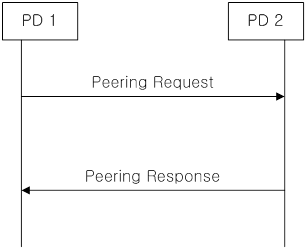 PD 1
PD 2
Peering Request
Peering Response